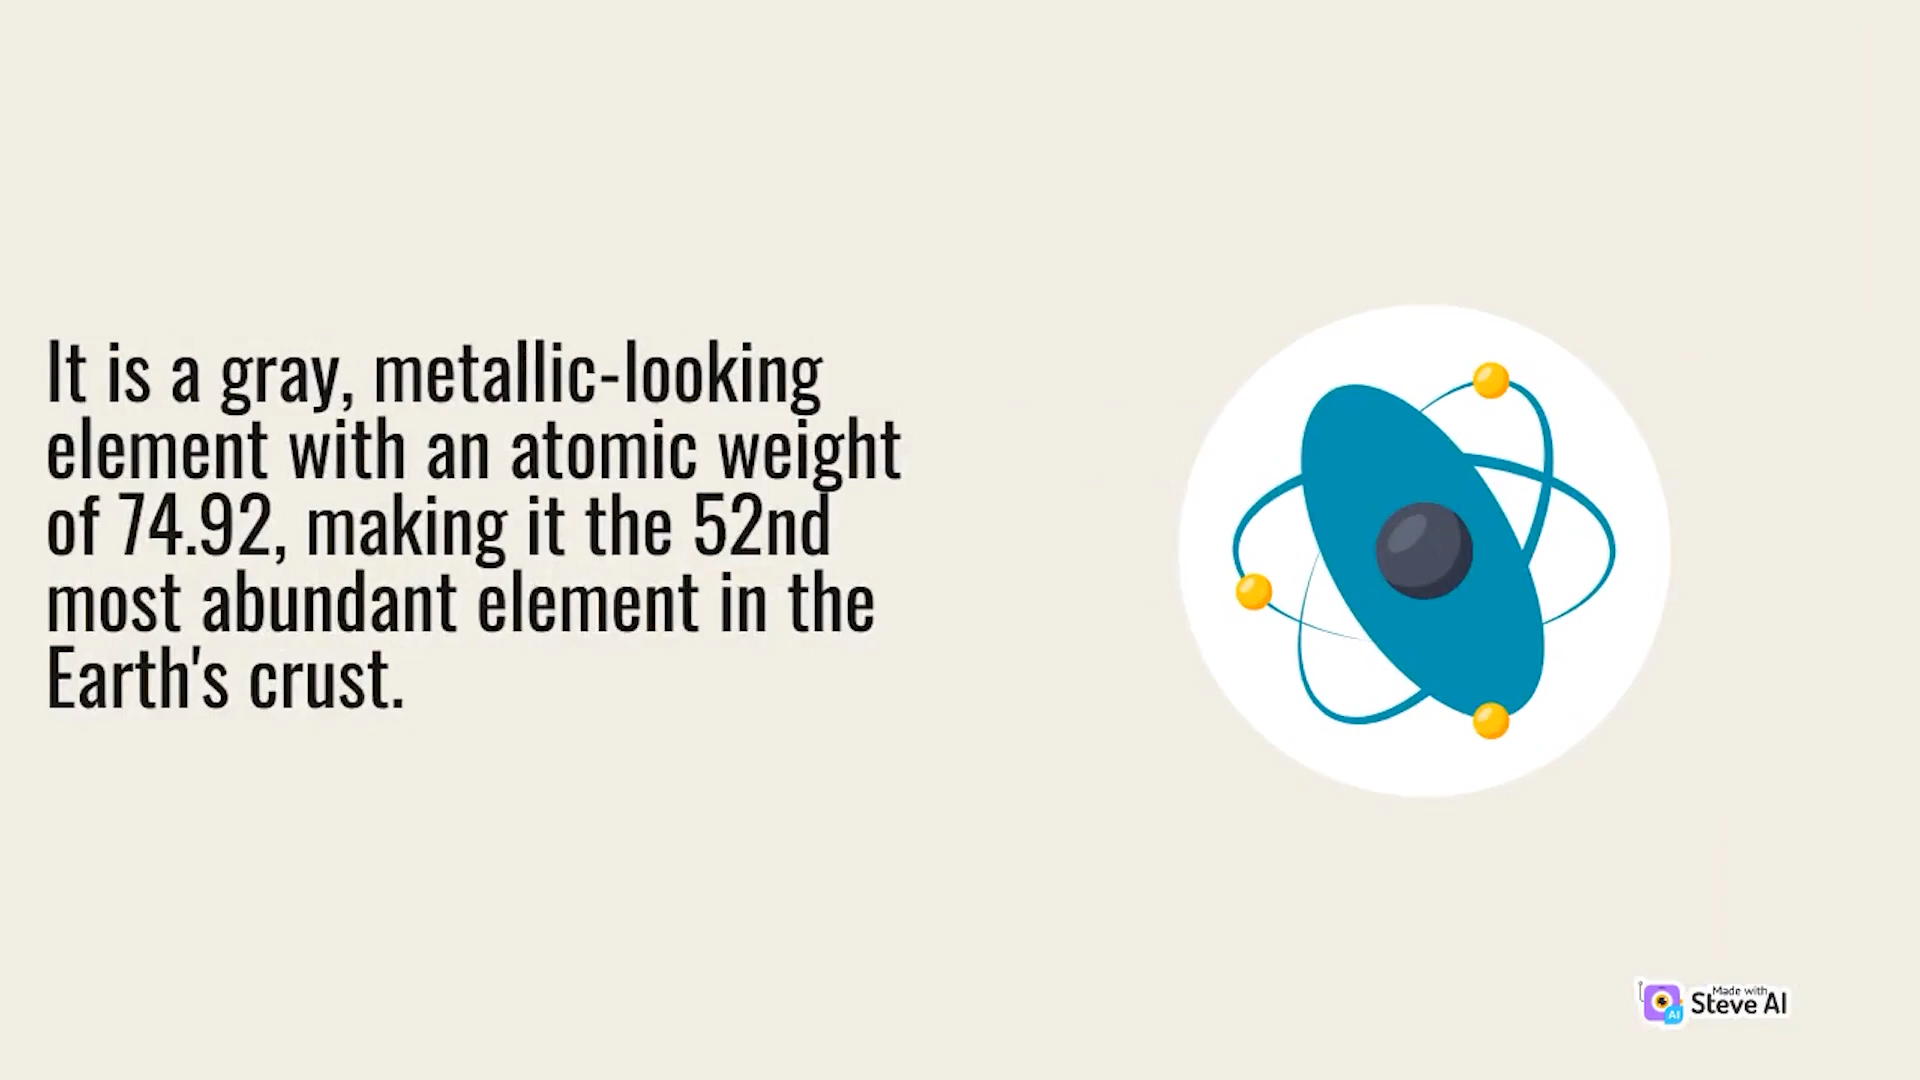 It is a gray, metallic-looking
element with an atomic weight
of 74.92, making it the 52nd
most abundant element in the
Earth's crust.
Made with
Steve AI
AI